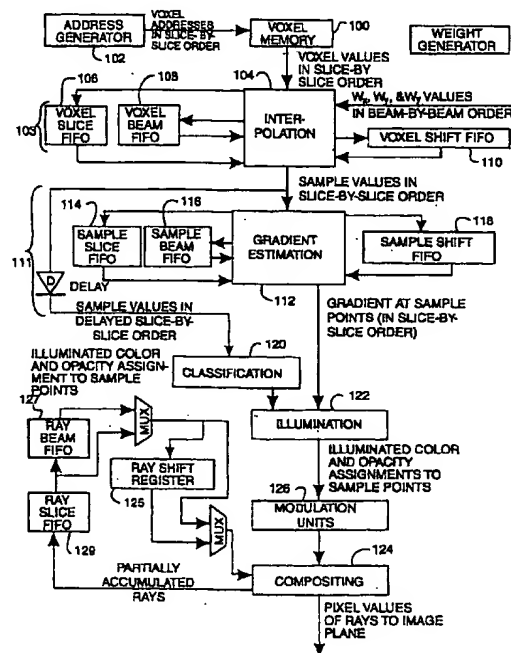 ADDRESS
GENERATOR
102
VOXEL
ADDRESSES
IN SLICE-BY-
SLICE ORDER
VOXEL
MEMORY
100
WEIGHT
GENERATOR
VOXEL VALUES
IN SLICE-BY
SLICE ORDER
106
108
104
103
VOXEL
SLICE
FIFO
VOXEL
BEAM
FIFO
INTER-
POLATION
&Wy VALUES
IN BEAM-BY-BEAM ORDER
VOXEL SHIFT FIFO
110
SAMPLE VALUES IN
SLICE-BY-SLICE ORDER
114
116
118
111
SAMPLE
SLICE
FIFO
SAMPLE
BEAM
FIFO
GRADIENT
ESTIMATION
SAMPLE SHIFT
FIFO
D
DELAY
112
SAMPLE VALUES IN
DELAYED SLICE-BY-
SLICE ORDER
GRADIENT AT SAMPLE
POINTS (IN SLICE-BY-
SLICE ORDER)
120
CLASSIFICATION
ILLUMINATED COLOR
AND OPACITY ASSIGN-
MENT TO SAMPLE
POINTS
122
ILLUMINATION
127
RAY
BEAM
FIFO
MUX
RAY SHIFT
REGISTER
125
ILLUMINATED COLOR
AND OPACITY
ASSIGNMENTS TO
SAMPLE POINTS
126
MODULATION
UNITS
RAY
SLICE
FIFO
129
MUX
124
COMPOSITING
PARTIALLY
ACCUMULATED
RAYS
PIXEL VALUES
OF RAYS TO IMAGE
PLANE